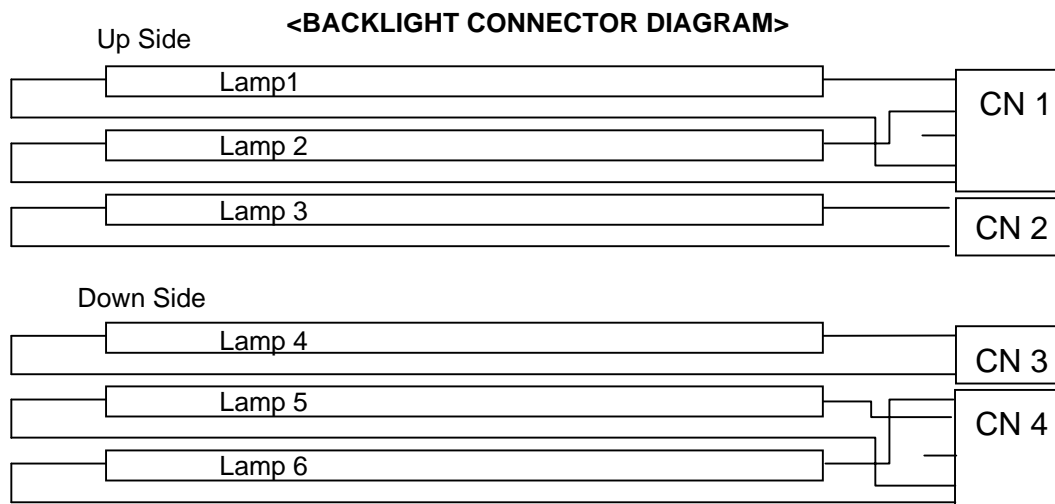 <BACKLIGHT CONNECTOR DIAGRAM>
Up Side
Lamp1
CN 1
Lamp 2
Lamp 3
CN 2
Down Side
Lamp 4
CN 3
Lamp 5
CN 4
Lamp 6